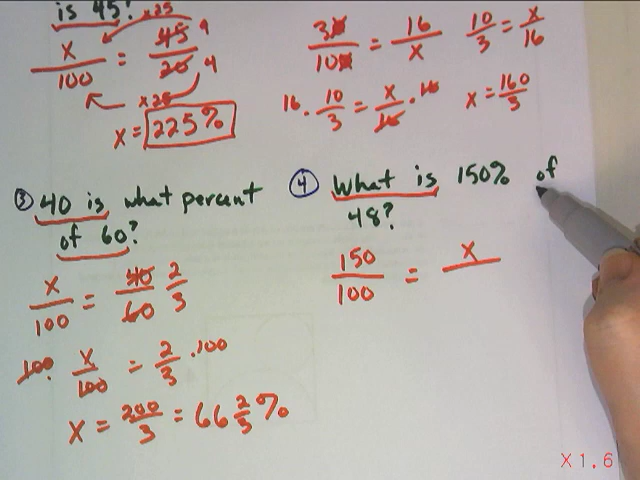 is 45?
x25
x/100 = 45/20 9/4
x25
x = 225%
30/100 = 16/x
10/3 = x/16
16 · 10/3 = x/16 · 16
x = 160/3
③ 40 is what percent
of 60?
x/100 = 40/60 2/3
100 · x/100 = 2/3 · 100
x = 200/3 = 66 2/3 %
④ What is 150% of
48?
150/100 = x
X1.6